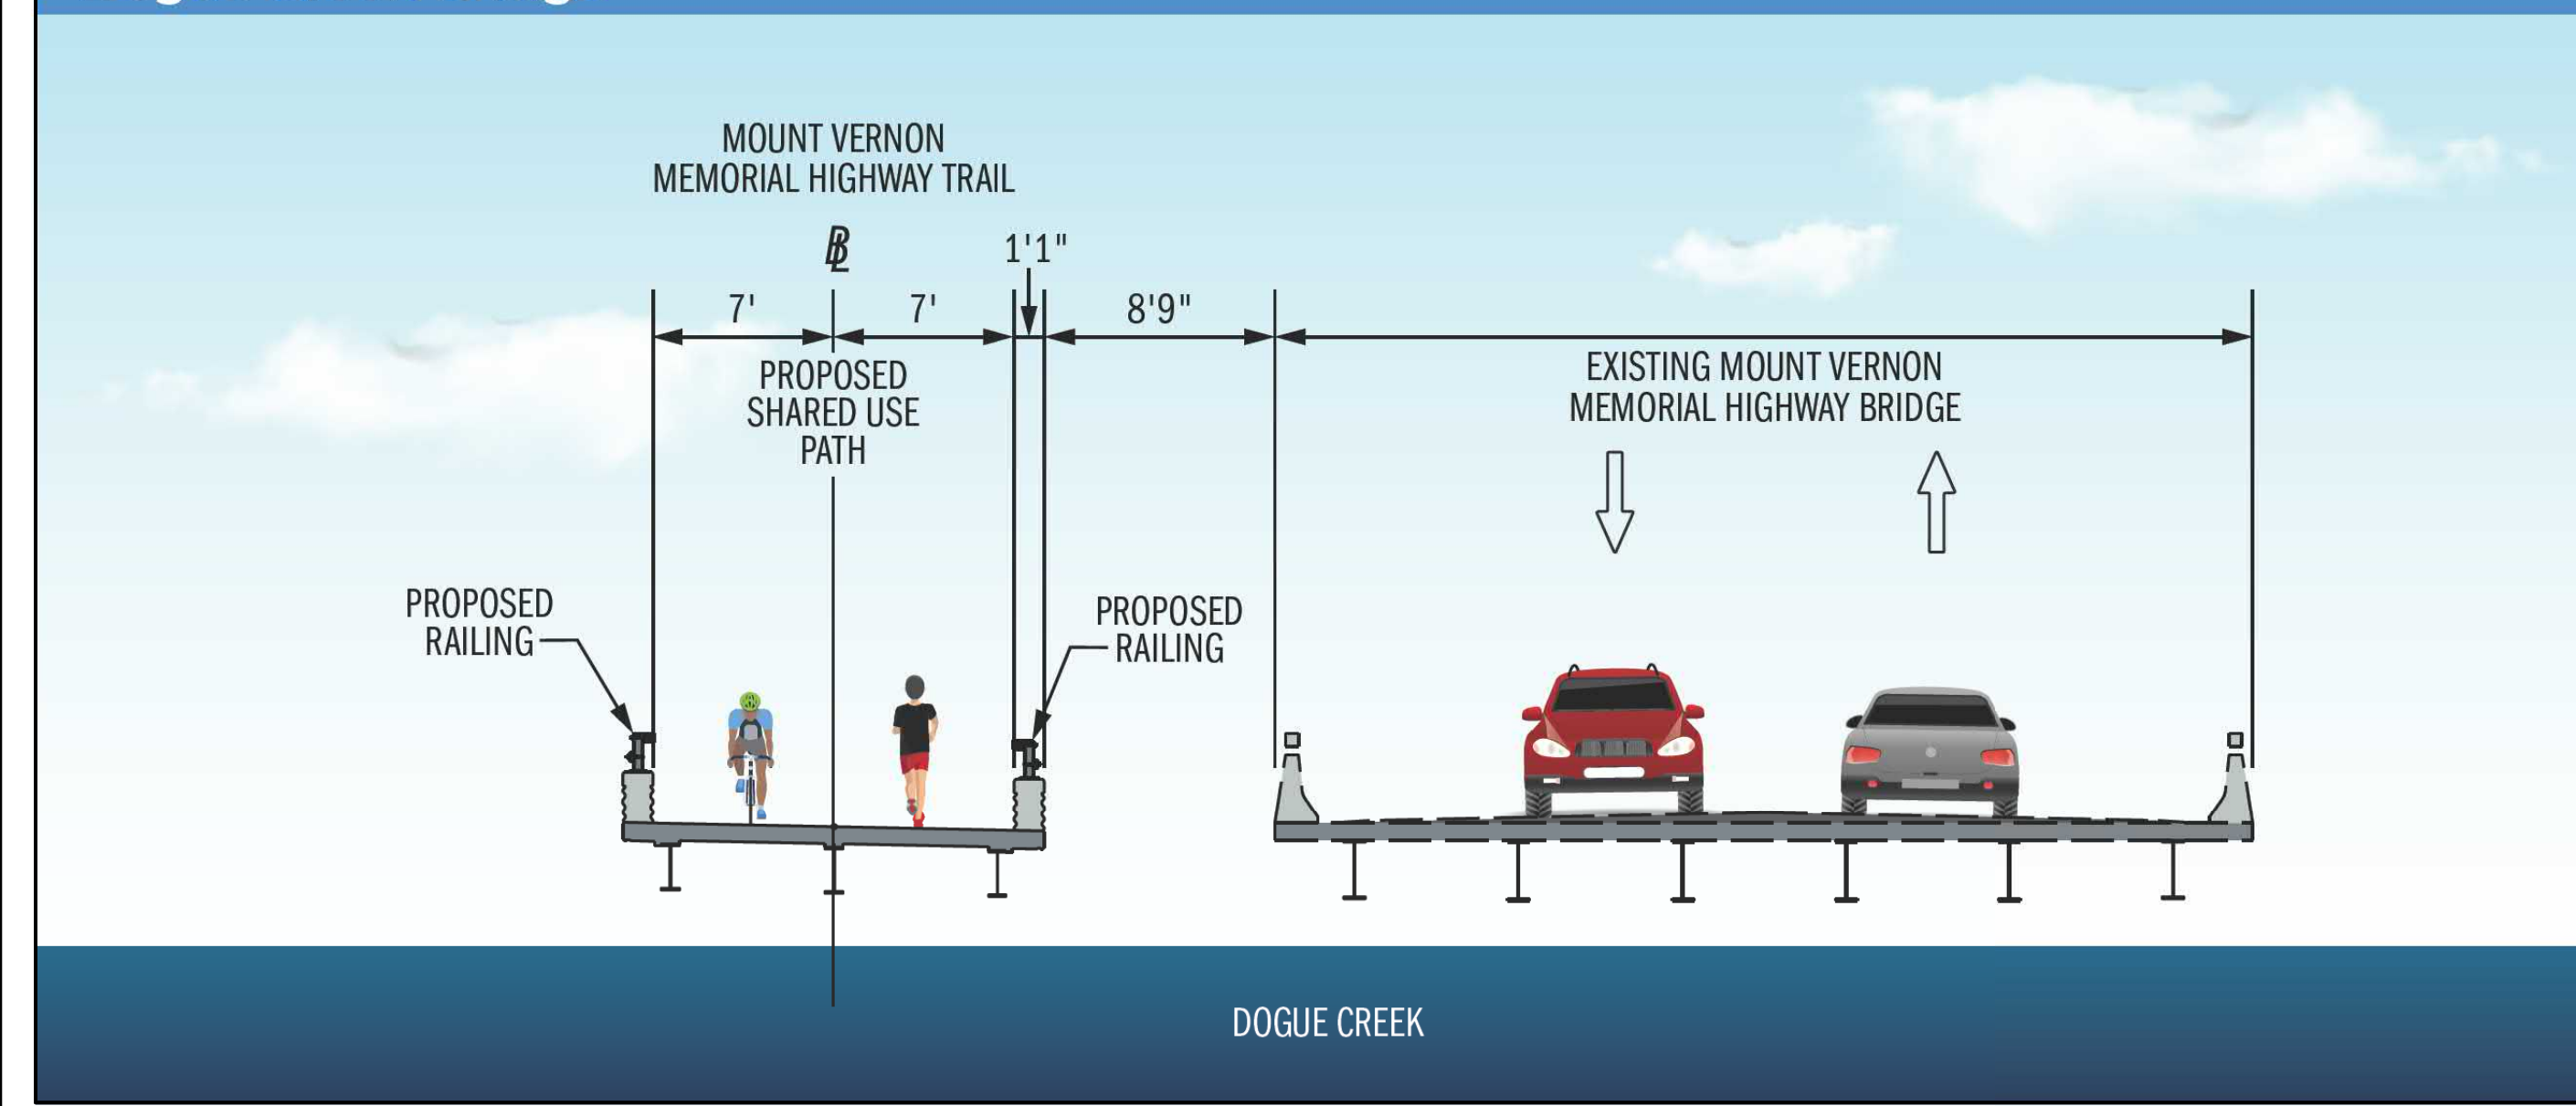 MOUNT VERNON
MEMORIAL HIGHWAY TRAIL
BL
1'1"
7'
7'
8'9"
PROPOSED
SHARED USE
PATH
EXISTING MOUNT VERNON
MEMORIAL HIGHWAY BRIDGE
PROPOSED
RAILING
PROPOSED
RAILING
DOGUE CREEK